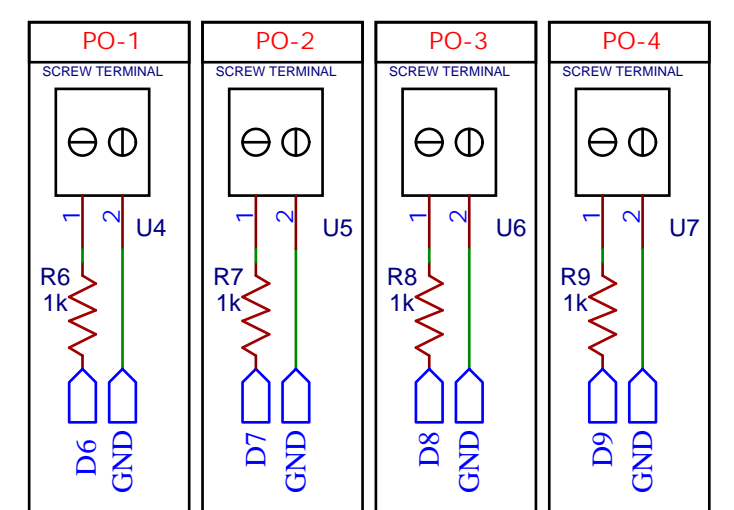 PO-1
SCREW TERMINAL
1
2
U4
R6
1k
D6
GND
PO-2
SCREW TERMINAL
1
2
U5
R7
1k
D7
GND
PO-3
SCREW TERMINAL
1
2
U6
R8
1k
D8
GND
PO-4
SCREW TERMINAL
1
2
U7
R9
1k
D9
GND